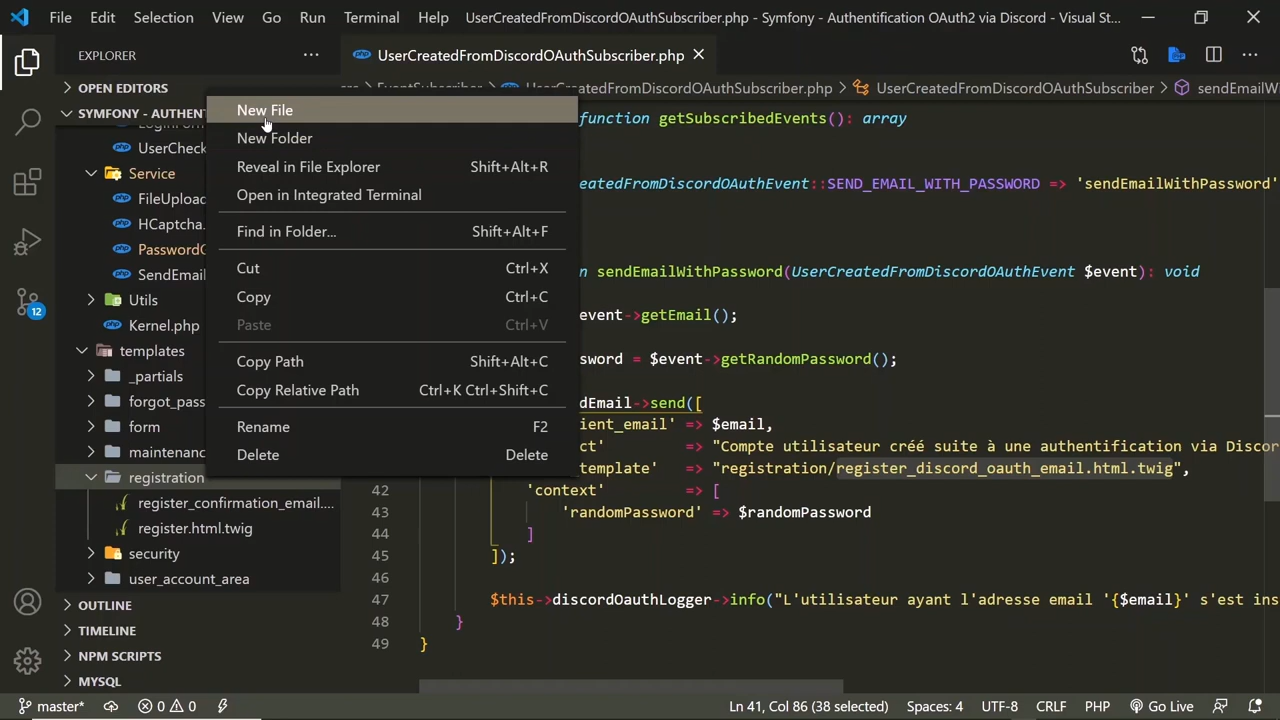 File Edit Selection View Go Run Terminal Help UserCreatedFromDiscordOAuthSubscriber.php - Symfony - Authentification OAuth2 via Discord - Visual St...
EXPLORER
UserCreatedFromDiscordOAuthSubscriber.php
OPEN EDITORS
UserCreatedFromDiscordOAuthSubscriber.php > UserCreatedFromDiscordOAuthSubscriber > sendEmailW
SYMFONY - AUTHENT
New File
function getSubscribedEvents(): array
New Folder
UserCheck
Reveal in File Explorer Shift+Alt+R
Service
eatedFromDiscordOAuthEvent::SEND_EMAIL_WITH_PASSWORD => 'sendEmailWithPassword'
Open in Integrated Terminal
FileUpload
HCaptcha.
Find in Folder... Shift+Alt+F
PasswordG
SendEmail
Cut Ctrl+X
n sendEmailWithPassword(UserCreatedFromDiscordOAuthEvent $event): void
Utils
Copy Ctrl+C
event->getEmail();
Kernel.php
Paste Ctrl+V
templates
Copy Path Shift+Alt+C
sword = $event->getRandomPassword();
_partials
Copy Relative Path Ctrl+K Ctrl+Shift+C
forgot_pass
dEmail->send([
form
Rename F2
ient_email' => $email,
maintenanc
Delete Delete
ct' => "Compte utilisateur créé suite à une authentification via Discor
registration
template' => "registration/register_discord_oauth_email.html.twig",
42 'context' => [
register_confirmation_email....
43 'randomPassword' => $randomPassword
register.html.twig
44 ]
security
45 ]);
user_account_area
46
OUTLINE
47 $this->discordOauthLogger->info("L'utilisateur ayant l'adresse email '{$email}' s'est ins
TIMELINE
48 }
NPM SCRIPTS
49 }
MYSQL
12
master* 0 0 Ln 41, Col 86 (38 selected) Spaces: 4 UTF-8 CRLF PHP Go Live